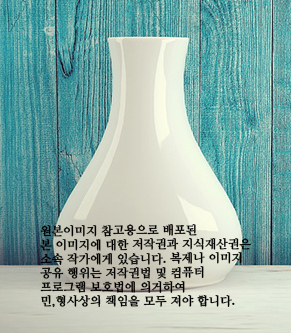 원본이미지 참고용으로 배포된
본 이미지에 대한 저작권과 지식재산권은
소속 작가에게 있습니다. 복제나 이미지
공유 행위는 저작권법 및 컴퓨터
프로그램 보호법에 의거하여
민,형사상의 책임을 모두 져야 합니다.